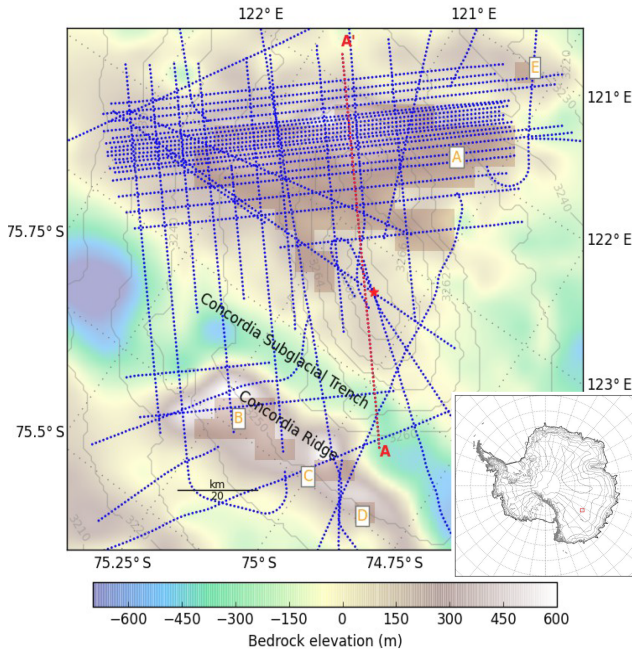 122° E
121° E
A'
E
121° E
A
3240
75.75° S
122° E
Concordia Subglacial Trench
123° E
Concordia Ridge
B
75.5° S
A
C
km
20
D
75.25° S
75° S
74.75° S
−600
−450
−300
−150
0
150
300
450
600
Bedrock elevation (m)